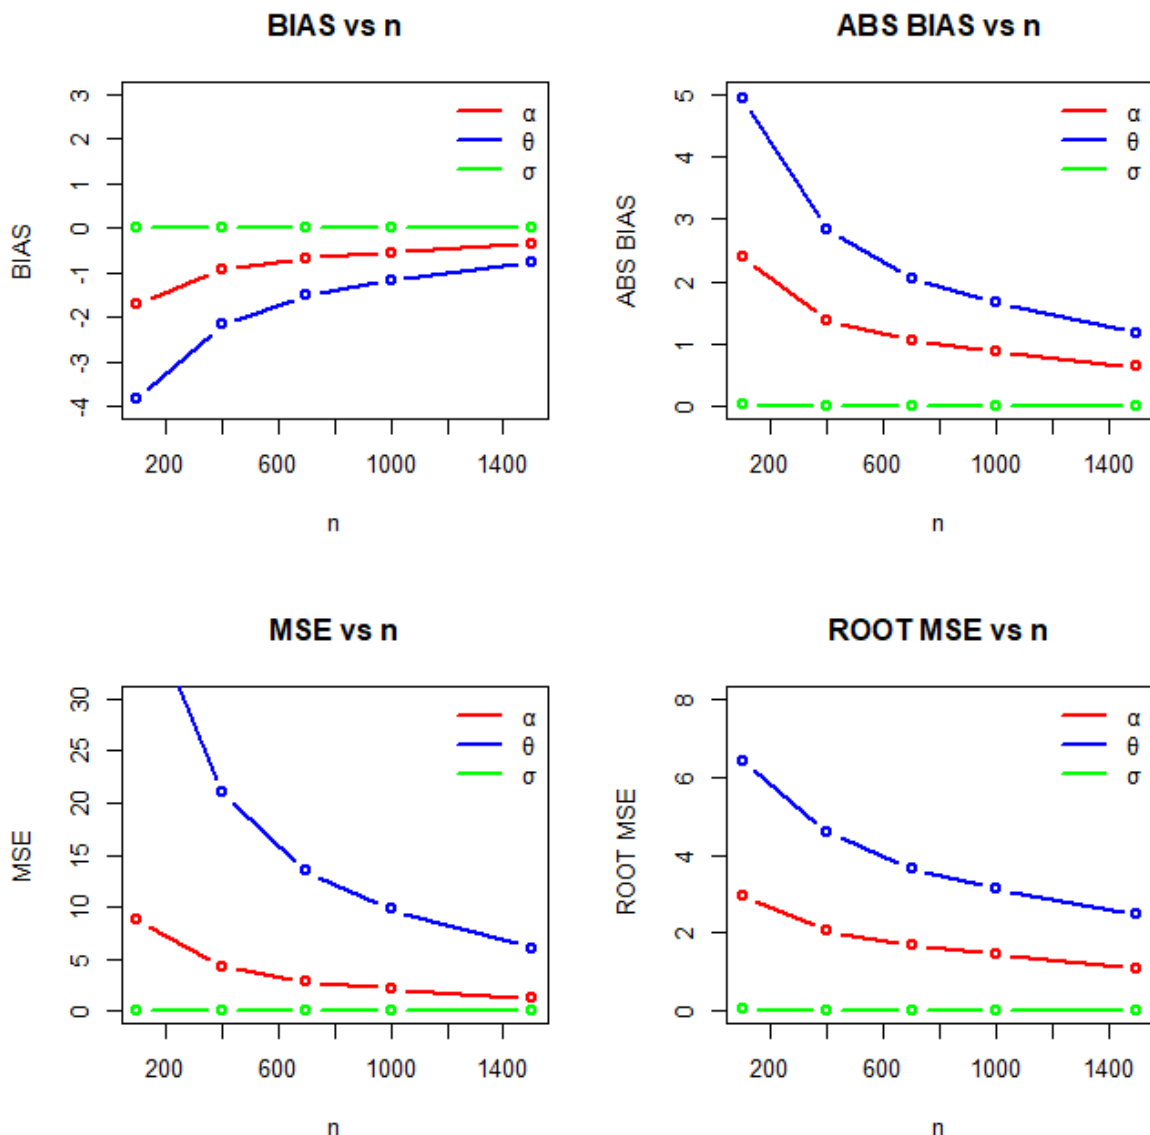 BIAS vs n
BIAS
3
2
1
0
-1
-2
-3
-4
α
θ
σ
200 600 1000 1400
n
ABS BIAS vs n
ABS BIAS
5
4
3
2
1
0
α
θ
σ
200 600 1000 1400
n
MSE vs n
MSE
30
25
20
15
10
5
0
α
θ
σ
200 600 1000 1400
n
ROOT MSE vs n
ROOT MSE
8
6
4
2
0
α
θ
σ
200 600 1000 1400
n